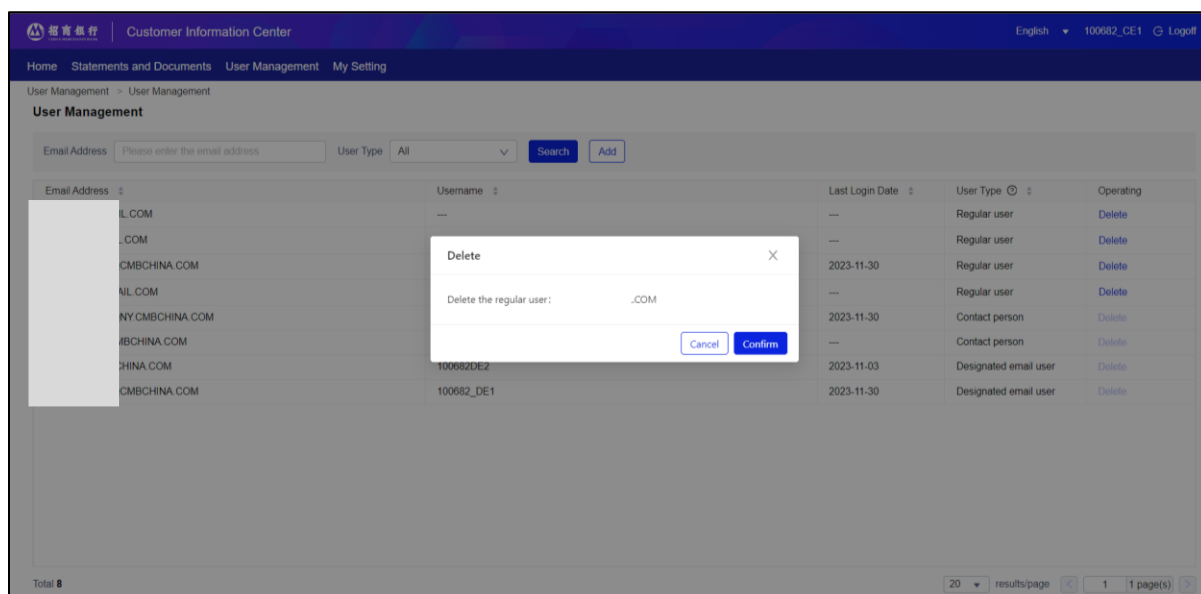 招商银行 Customer Information Center English 100682_CE1 Logoff
Home Statements and Documents User Management My Setting
User Management > User Management
User Management
Email Address Please enter the email address User Type All Search Add
Email Address Username Last Login Date User Type Operating
IL.COM --- --- Regular user Delete
.COM --- Regular user Delete
CMBCHINA.COM 2023-11-30 Regular user Delete
AIL.COM --- Regular user Delete
NY.CMBCHINA.COM 2023-11-30 Contact person Delete
MBCHINA.COM --- Contact person Delete
CHINA.COM 100682DE2 2023-11-03 Designated email user Delete
CMBCHINA.COM 100682_DE1 2023-11-30 Designated email user Delete
Delete
Delete the regular user: .COM
Cancel Confirm
Total 8 20 results/page < 1 1 page(s) >